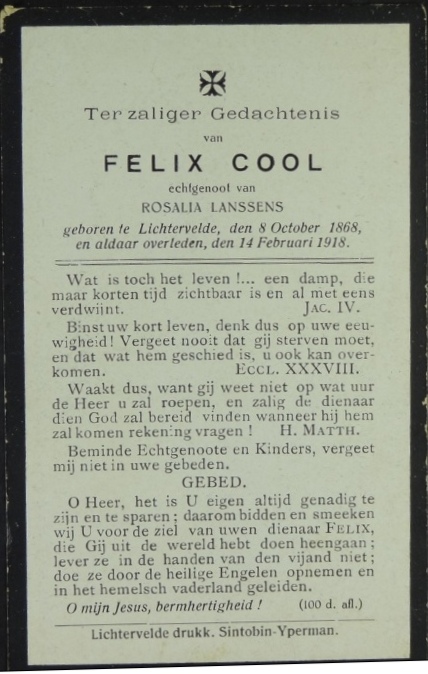 Ter zaliger Gedachtenis
van
FELIX COOL
echtgenoot van
ROSALIA LANSSENS
geboren te Lichtervelde, den 8 October 1868,
en aldaar overleden, den 14 Februari 1918.
Wat is toch het leven !... een damp, die
maar korten tijd zichtbaar is en al met eens
verdwijnt. JAC. IV.
Binst uw kort leven, denk dus op uwe eeu-
wigheid! Vergeet nooit dat gij sterven moet,
en dat wat hem geschied is, u ook kan over-
komen. ECCL. XXXVIII.
Waakt dus, want gij weet niet op wat uur
de Heer u zal roepen, en zalig de dienaar
dien God zal bereid vinden wanneer hij hem
zal komen rekening vragen ! H. MATTH.
Beminde Echtgenoote en Kinders, vergeet
mij niet in uwe gebeden.
GEBED.
O Heer, het is U eigen altijd genadig te
zijn en te sparen ; daarom bidden en smeeken
wij U voor de ziel van uwen dienaar FELIX,
die Gij uit de wereld hebt doen heengaan ;
lever ze in de handen van den vijand niet ;
doe ze door de heilige Engelen opnemen en
in het hemelsch vaderland geleiden.
O mijn Jesus, bermhertigheid ! (100 d. afl.)
Lichtervelde drukk. Sintobin-Yperman.